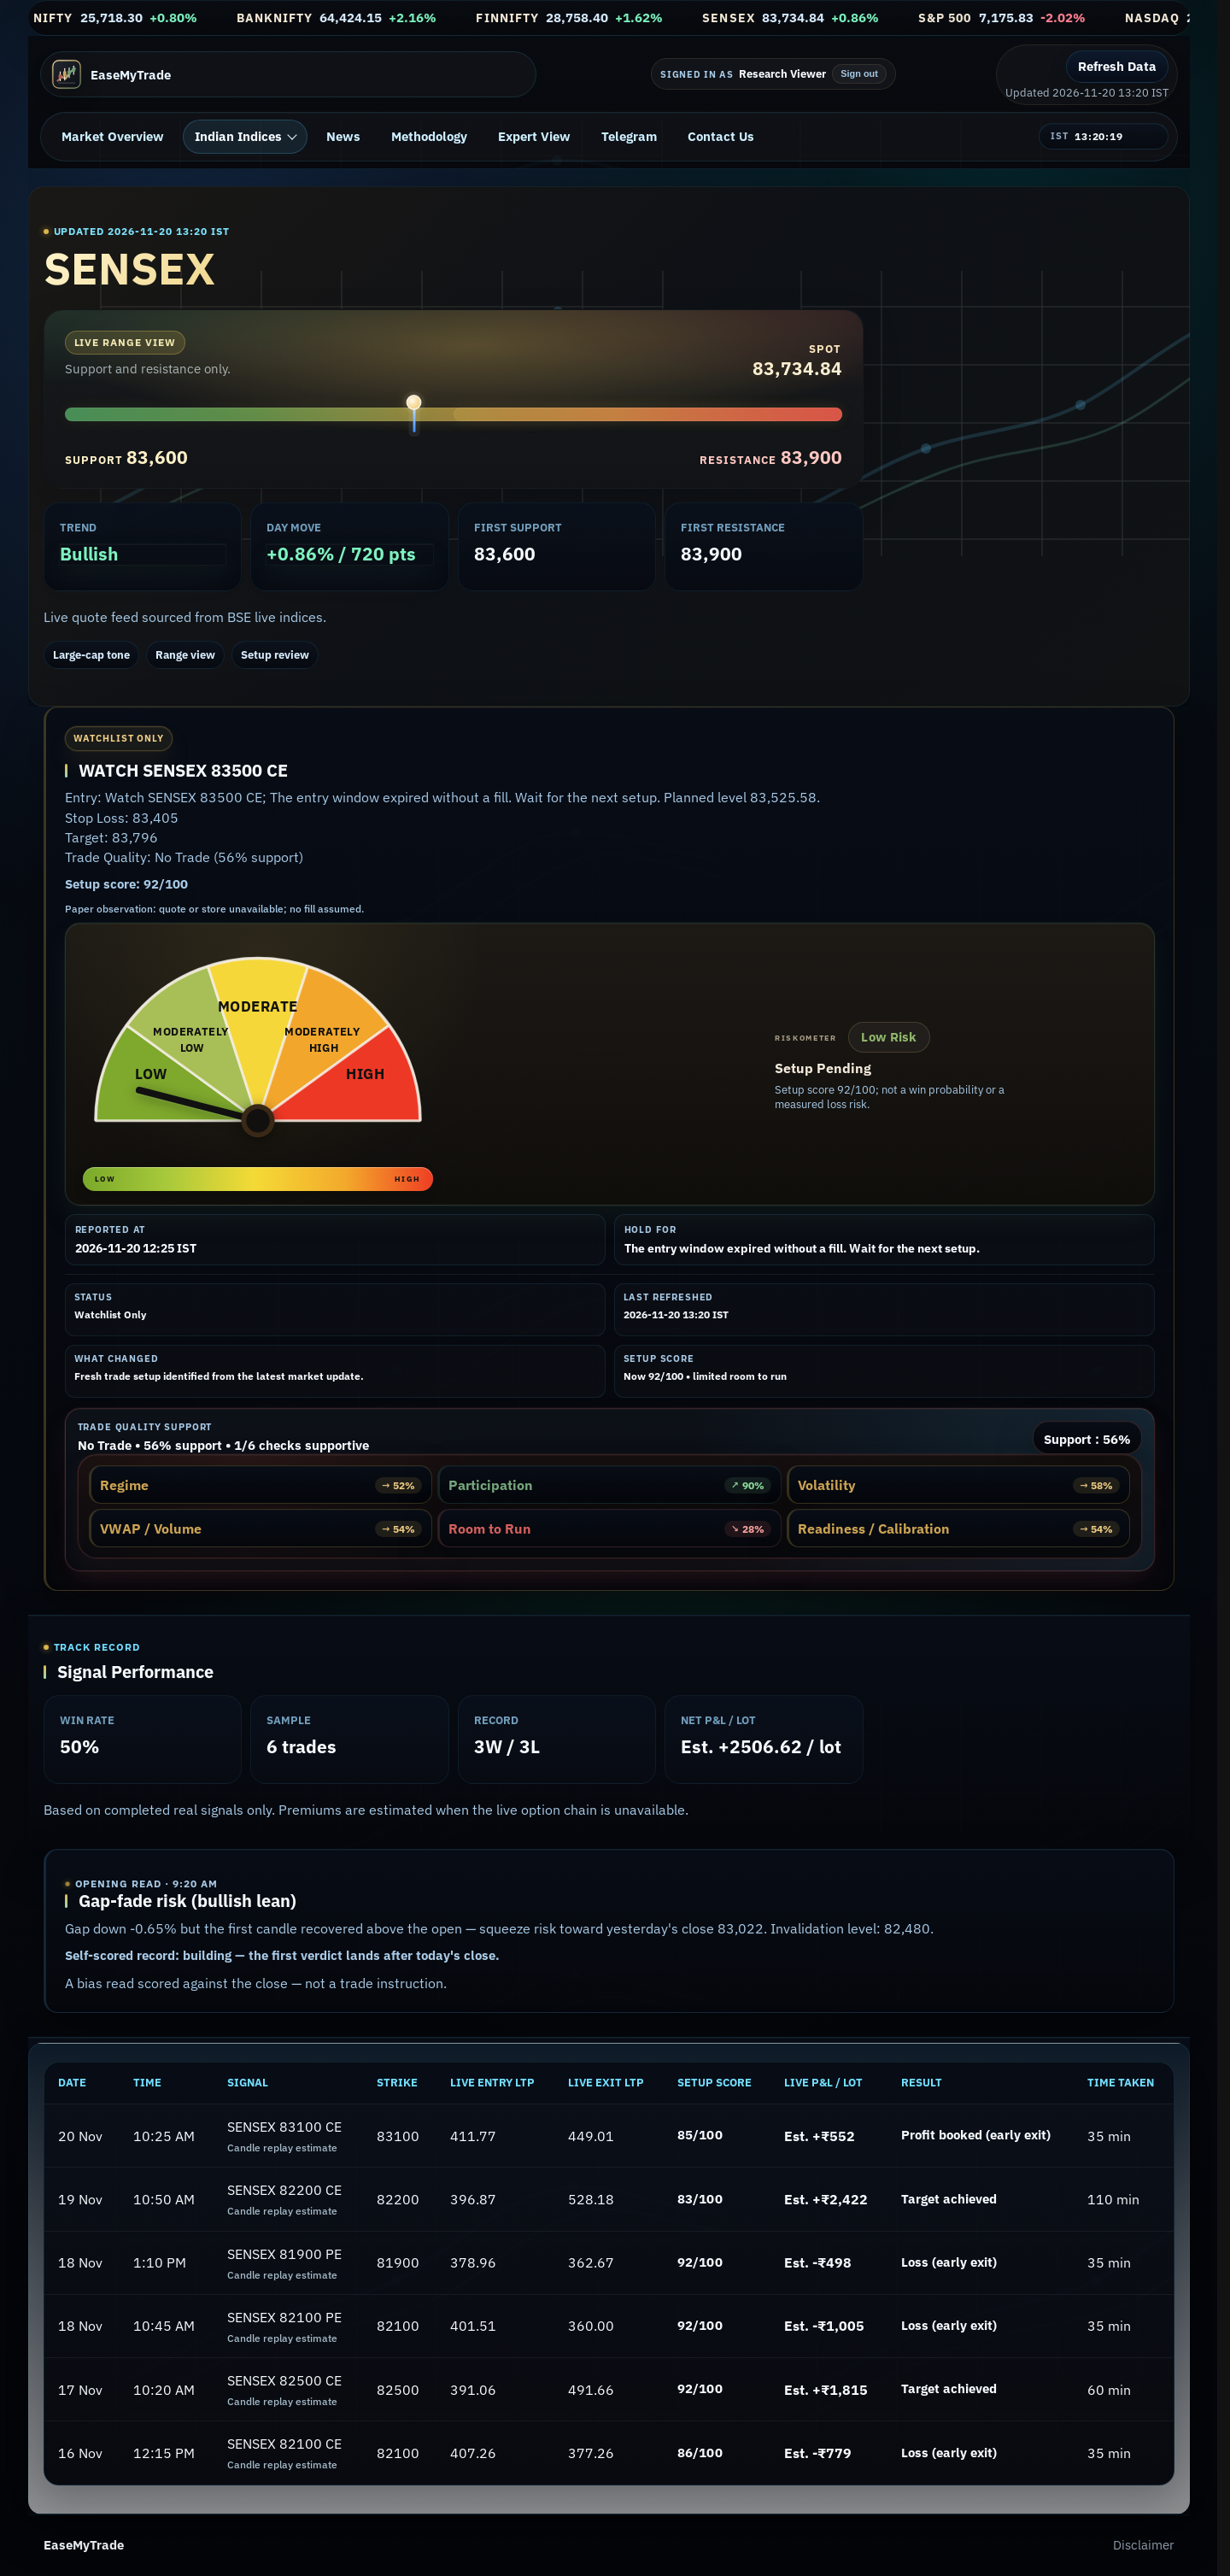 NIFTY 25,718.30 +0.80% BANKNIFTY 64,424.15 +2.16% FINNIFTY 28,758.40 +1.62% SENSEX 83,734.84 +0.86% S&P 500 7,175.83 -2.02% NASDAQ
EaseMyTrade
SIGNED IN AS Research Viewer Sign out
Refresh Data
Updated 2026-11-20 13:20 IST
Market Overview Indian Indices News Methodology Expert View Telegram Contact Us IST 13:20:19
UPDATED 2026-11-20 13:20 IST
SENSEX
LIVE RANGE VIEW
Support and resistance only.
SPOT
83,734.84
SUPPORT 83,600 RESISTANCE 83,900
TREND
Bullish
DAY MOVE
+0.86% / 720 pts
FIRST SUPPORT
83,600
FIRST RESISTANCE
83,900
Live quote feed sourced from BSE live indices.
Large-cap tone Range view Setup review
WATCHLIST ONLY
WATCH SENSEX 83500 CE
Entry: Watch SENSEX 83500 CE; The entry window expired without a fill. Wait for the next setup. Planned level 83,525.58.
Stop Loss: 83,405
Target: 83,796
Trade Quality: No Trade (56% support)
Setup score: 92/100
Paper observation: quote or store unavailable; no fill assumed.
MODERATE
MODERATELY LOW
MODERATELY HIGH
LOW
HIGH
LOW HIGH
RISKOMETER Low Risk
Setup Pending
Setup score 92/100; not a win probability or a
measured loss risk.
REPORTED AT
2026-11-20 12:25 IST
HOLD FOR
The entry window expired without a fill. Wait for the next setup.
STATUS
Watchlist Only
LAST REFRESHED
2026-11-20 13:20 IST
WHAT CHANGED
Fresh trade setup identified from the latest market update.
SETUP SCORE
Now 92/100 • limited room to run
TRADE QUALITY SUPPORT
No Trade • 56% support • 1/6 checks supportive
Support : 56%
Regime → 52%
Participation ↗ 90%
Volatility → 58%
VWAP / Volume → 54%
Room to Run ↘ 28%
Readiness / Calibration → 54%
TRACK RECORD
Signal Performance
WIN RATE
50%
SAMPLE
6 trades
RECORD
3W / 3L
NET P&L / LOT
Est. +2506.62 / lot
Based on completed real signals only. Premiums are estimated when the live option chain is unavailable.
OPENING READ · 9:20 AM
Gap-fade risk (bullish lean)
Gap down -0.65% but the first candle recovered above the open — squeeze risk toward yesterday's close 83,022. Invalidation level: 82,480.
Self-scored record: building — the first verdict lands after today's close.
A bias read scored against the close — not a trade instruction.
DATE TIME SIGNAL STRIKE LIVE ENTRY LTP LIVE EXIT LTP SETUP SCORE LIVE P&L / LOT RESULT TIME TAKEN
20 Nov 10:25 AM SENSEX 83100 CE Candle replay estimate 83100 411.77 449.01 85/100 Est. +₹552 Profit booked (early exit) 35 min
19 Nov 10:50 AM SENSEX 82200 CE Candle replay estimate 82200 396.87 528.18 83/100 Est. +₹2,422 Target achieved 110 min
18 Nov 1:10 PM SENSEX 81900 PE Candle replay estimate 81900 378.96 362.67 92/100 Est. -₹498 Loss (early exit) 35 min
18 Nov 10:45 AM SENSEX 82100 PE Candle replay estimate 82100 401.51 360.00 92/100 Est. -₹1,005 Loss (early exit) 35 min
17 Nov 10:20 AM SENSEX 82500 CE Candle replay estimate 82500 391.06 491.66 92/100 Est. +₹1,815 Target achieved 60 min
16 Nov 12:15 PM SENSEX 82100 CE Candle replay estimate 82100 407.26 377.26 86/100 Est. -₹779 Loss (early exit) 35 min
EaseMyTrade Disclaimer